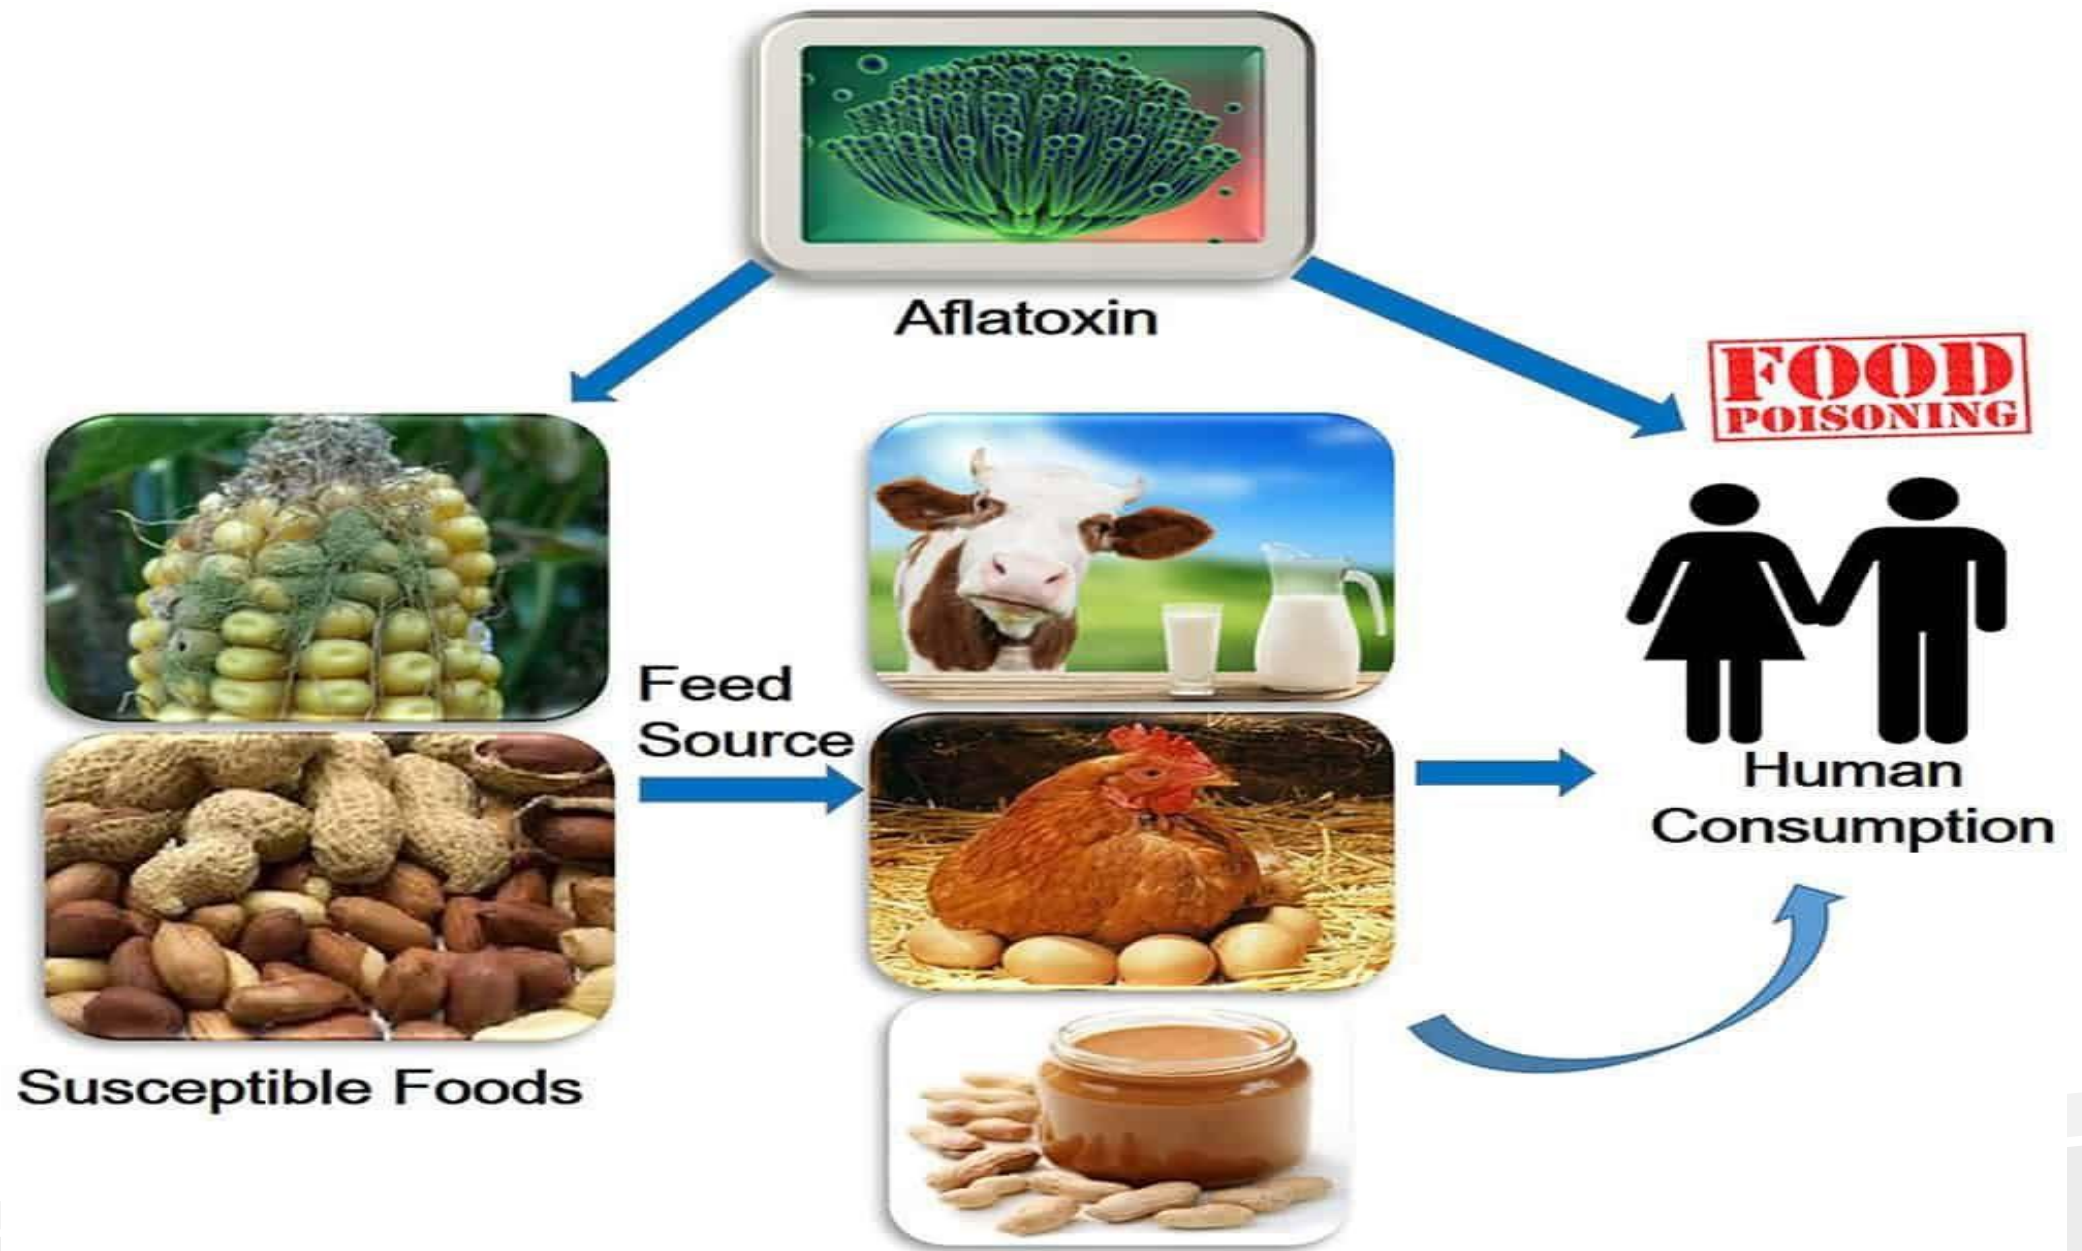 Aflatoxin
FOOD
POISONING
Feed
Source
Human
Consumption
Susceptible Foods